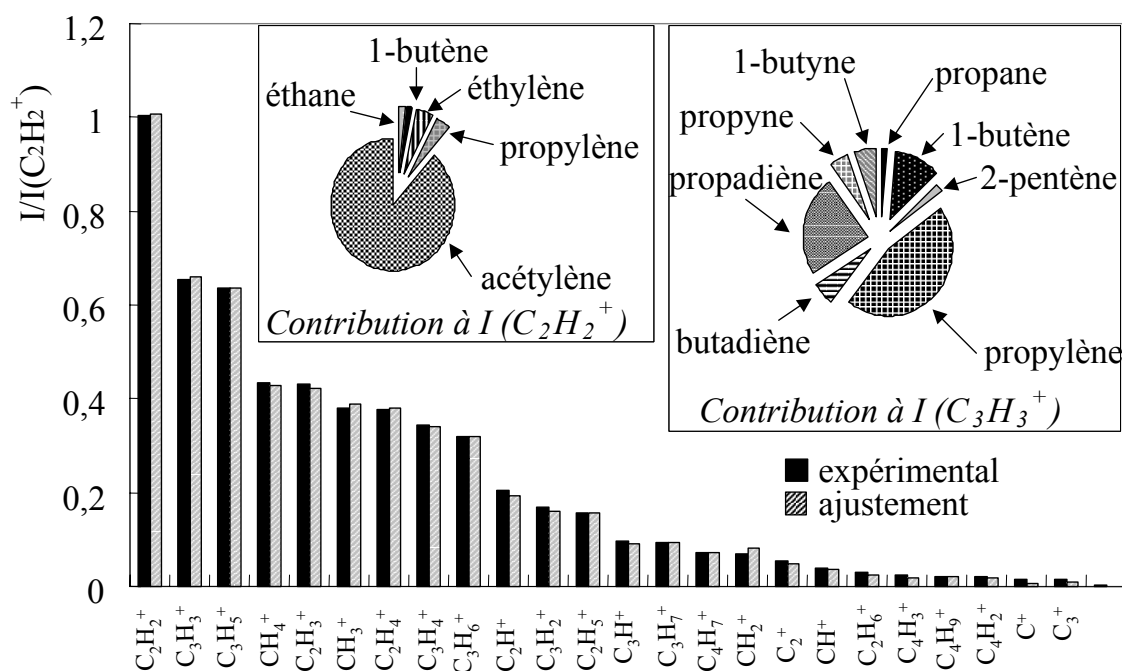 I/I(C₂H₂⁺)
1,2
1
0,8
0,6
0,4
0,2
0
1-butène
éthane
éthylène
propylène
acétylène
Contribution à I (C₂H₂⁺)
1-butyne
propane
propyne
1-butène
propadiène
2-pentène
butadiène
propylène
Contribution à I (C₃H₃⁺)
expérimental
ajustement
C₂H₂⁺
C₃H₃⁺
C₃H₅⁺
CH₄⁺
C₂H₃⁺
CH₃⁺
C₂H₄⁺
C₃H₄⁺
C₃H₆⁺
C₂H⁺
C₃H₂⁺
C₂H₅⁺
C₃H⁺
C₃H₇⁺
C₄H₇⁺
CH₂⁺
C₂⁺
CH⁺
C₂H₆⁺
C₄H₃⁺
C₄H₉⁺
C₄H₂⁺
C⁺
C₃⁺